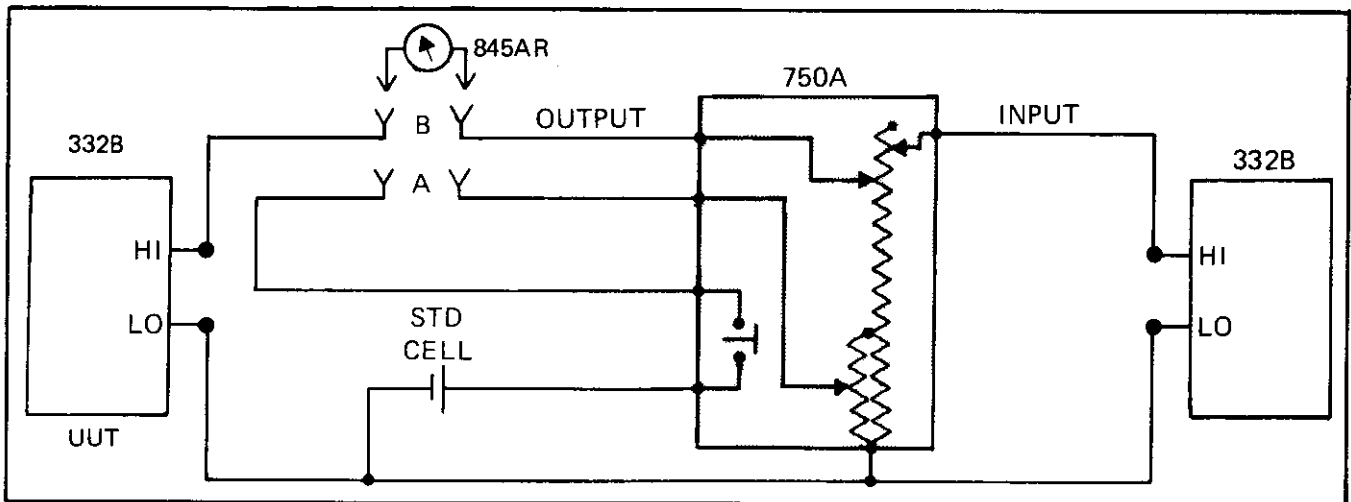 845AR
750A
B
OUTPUT
INPUT
332B
A
332B
HI
HI
LO
LO
STD
CELL
UUT